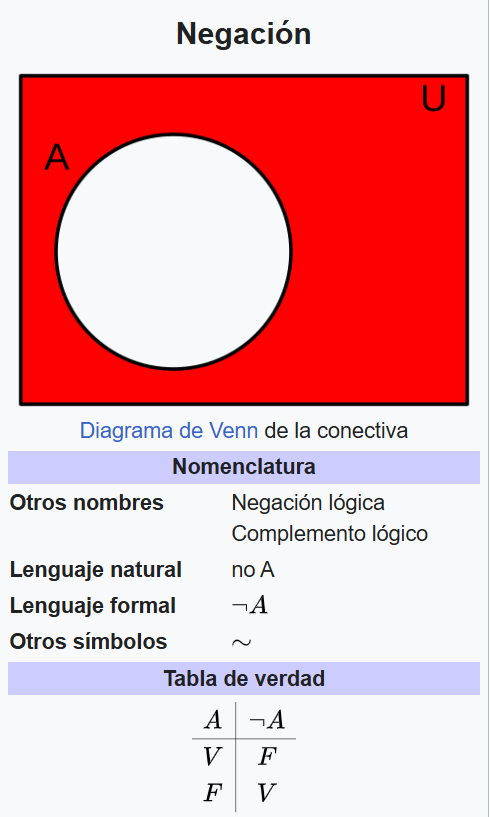 Negación
U
A
Diagrama de Venn de la conectiva
Nomenclatura
Otros nombres Negación lógica
Complemento lógico
Lenguaje natural no A
Lenguaje formal ¬A
Otros símbolos ∼
Tabla de verdad
A ¬A
V F
F V